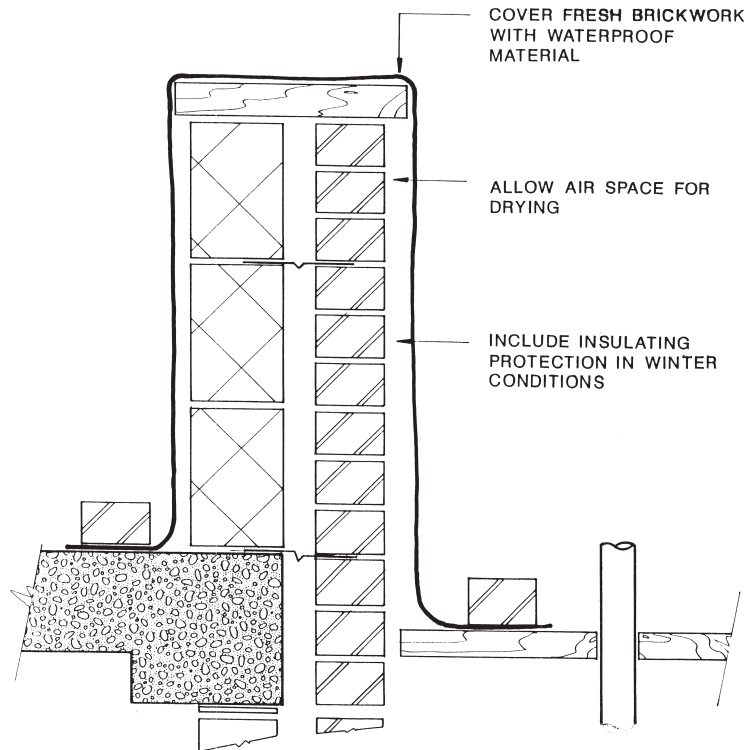 COVER FRESH BRICKWORK
WITH WATERPROOF
MATERIAL
ALLOW AIR SPACE FOR
DRYING
INCLUDE INSULATING
PROTECTION IN WINTER
CONDITIONS